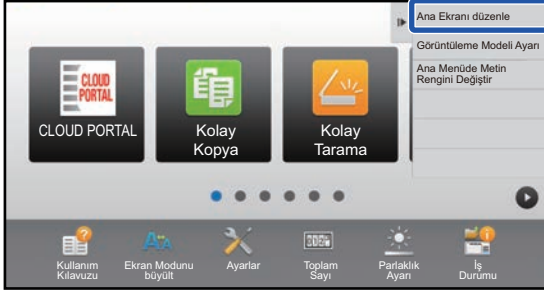 Ana Ekranı düzenle
Görüntüleme Modeli Ayarı
Ana Menüde Metin
Rengini Değiştir
CLOUD
PORTAL
CLOUD PORTAL
Kolay
Kopya
Kolay
Tarama
Kullanım
Kılavuzu
Ekran Modunu
büyült
Ayarlar
Toplam
Sayı
Parlaklık
Ayarı
İş
Durumu